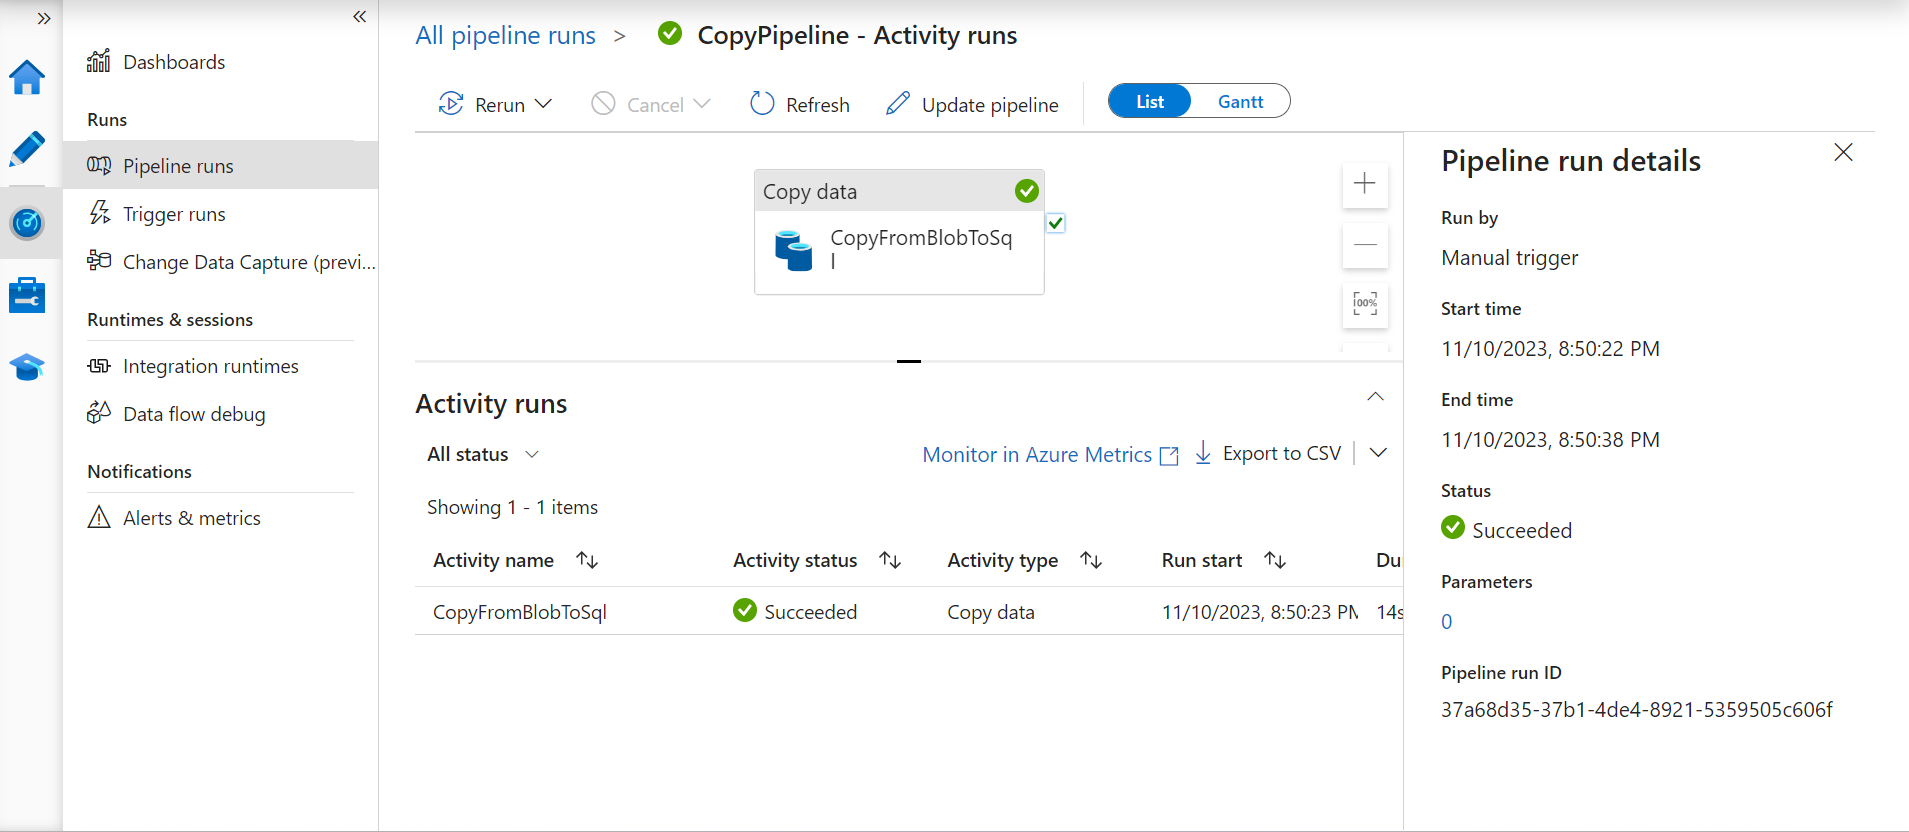 Dashboards
Runs
Pipeline runs
Trigger runs
Change Data Capture (previ...
Runtimes & sessions
Integration runtimes
Data flow debug
Notifications
Alerts & metrics
All pipeline runs > CopyPipeline - Activity runs
Rerun Cancel Refresh Update pipeline List Gantt
Copy data
CopyFromBlobToSq
l
100%
Activity runs
All status
Monitor in Azure Metrics Export to CSV
Showing 1 - 1 items
Activity name Activity status Activity type Run start Du
CopyFromBlobToSql Succeeded Copy data 11/10/2023, 8:50:23 PM 14s
Pipeline run details
Run by
Manual trigger
Start time
11/10/2023, 8:50:22 PM
End time
11/10/2023, 8:50:38 PM
Status
Succeeded
Parameters
0
Pipeline run ID
37a68d35-37b1-4de4-8921-5359505c606f